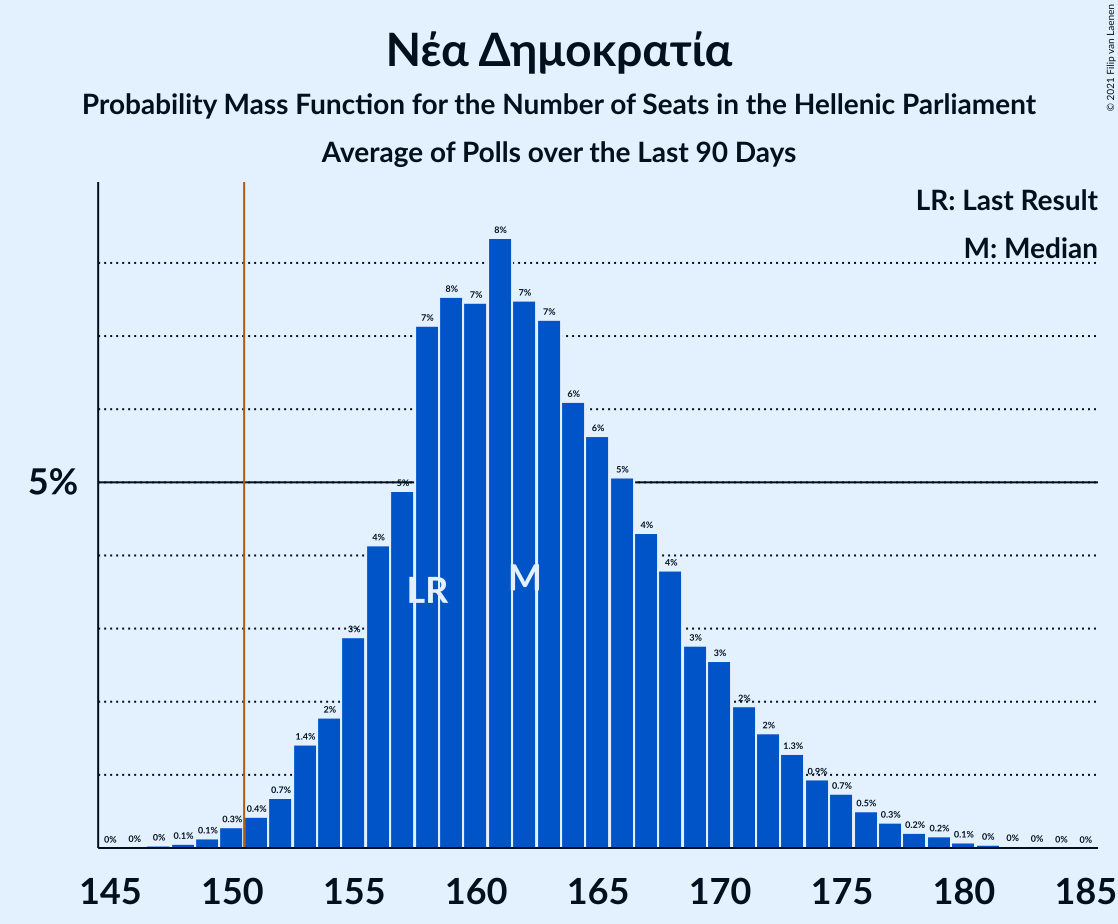 Νέα Δημοκρατία
Probability Mass Function for the Number of Seats in the Hellenic Parliament
Average of Polls over the Last 90 Days
© 2021 Filip van Laenen
LR: Last Result
M: Median
5%
0% 0% 0% 0.1% 0.1% 0.3% 0.4% 0.7% 1.4% 2% 3% 4% 5% 7% 8% 7% 8% 7% 7% 6% 6% 5% 4% 4% 3% 3% 2% 2% 1.3% 0.9% 0.7% 0.5% 0.3% 0.2% 0.2% 0.1% 0% 0% 0% 0% 0%
LR M
145 150 155 160 165 170 175 180 185